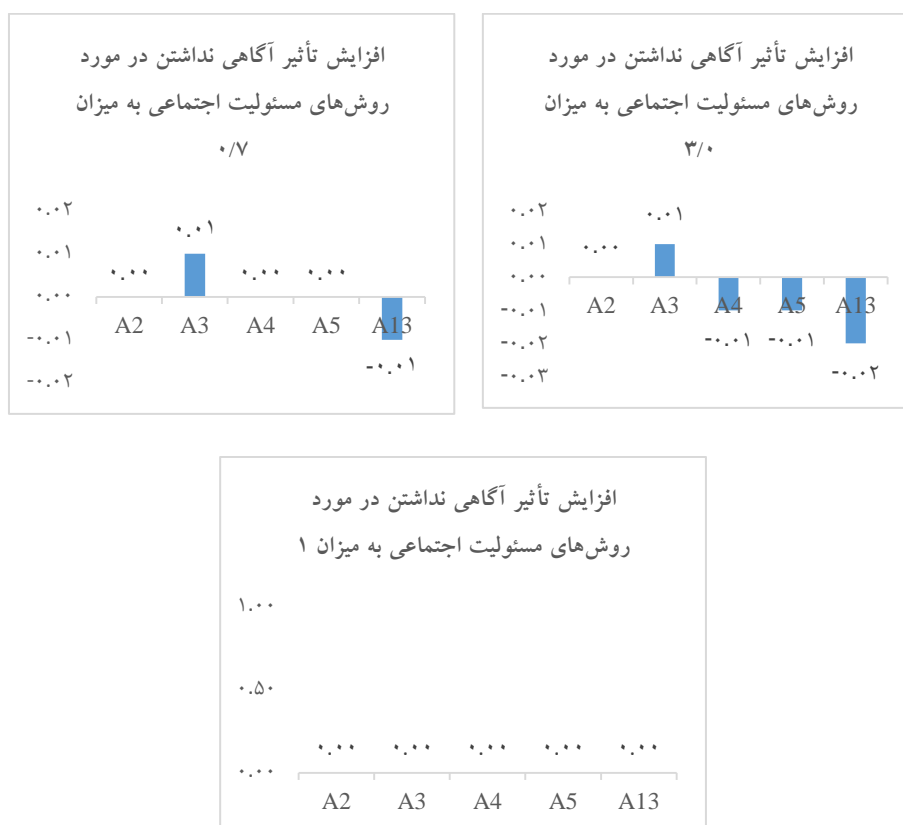 افزایش تأثیر آگاهی نداشتن در مورد
روش‌های مسئولیت اجتماعی به میزان
۳/۰
۰.۰۲
۰.۰۱
۰.۰۰
-۰.۰۱
-۰.۰۲
-۰.۰۳
۰.۰۰ ۰.۰۱ -۰.۰۱ -۰.۰۱ -۰.۰۲
A2 A3 A4 A5 A13
افزایش تأثیر آگاهی نداشتن در مورد
روش‌های مسئولیت اجتماعی به میزان
۰/۷
۰.۰۲
۰.۰۱
۰.۰۰
-۰.۰۱
-۰.۰۲
۰.۰۰ ۰.۰۱ ۰.۰۰ ۰.۰۰ -۰.۰۱
A2 A3 A4 A5 A13
افزایش تأثیر آگاهی نداشتن در مورد
روش‌های مسئولیت اجتماعی به میزان ۱
۱.۰۰
۰.۵۰
۰.۰۰
۰.۰۰ ۰.۰۰ ۰.۰۰ ۰.۰۰ ۰.۰۰
A2 A3 A4 A5 A13